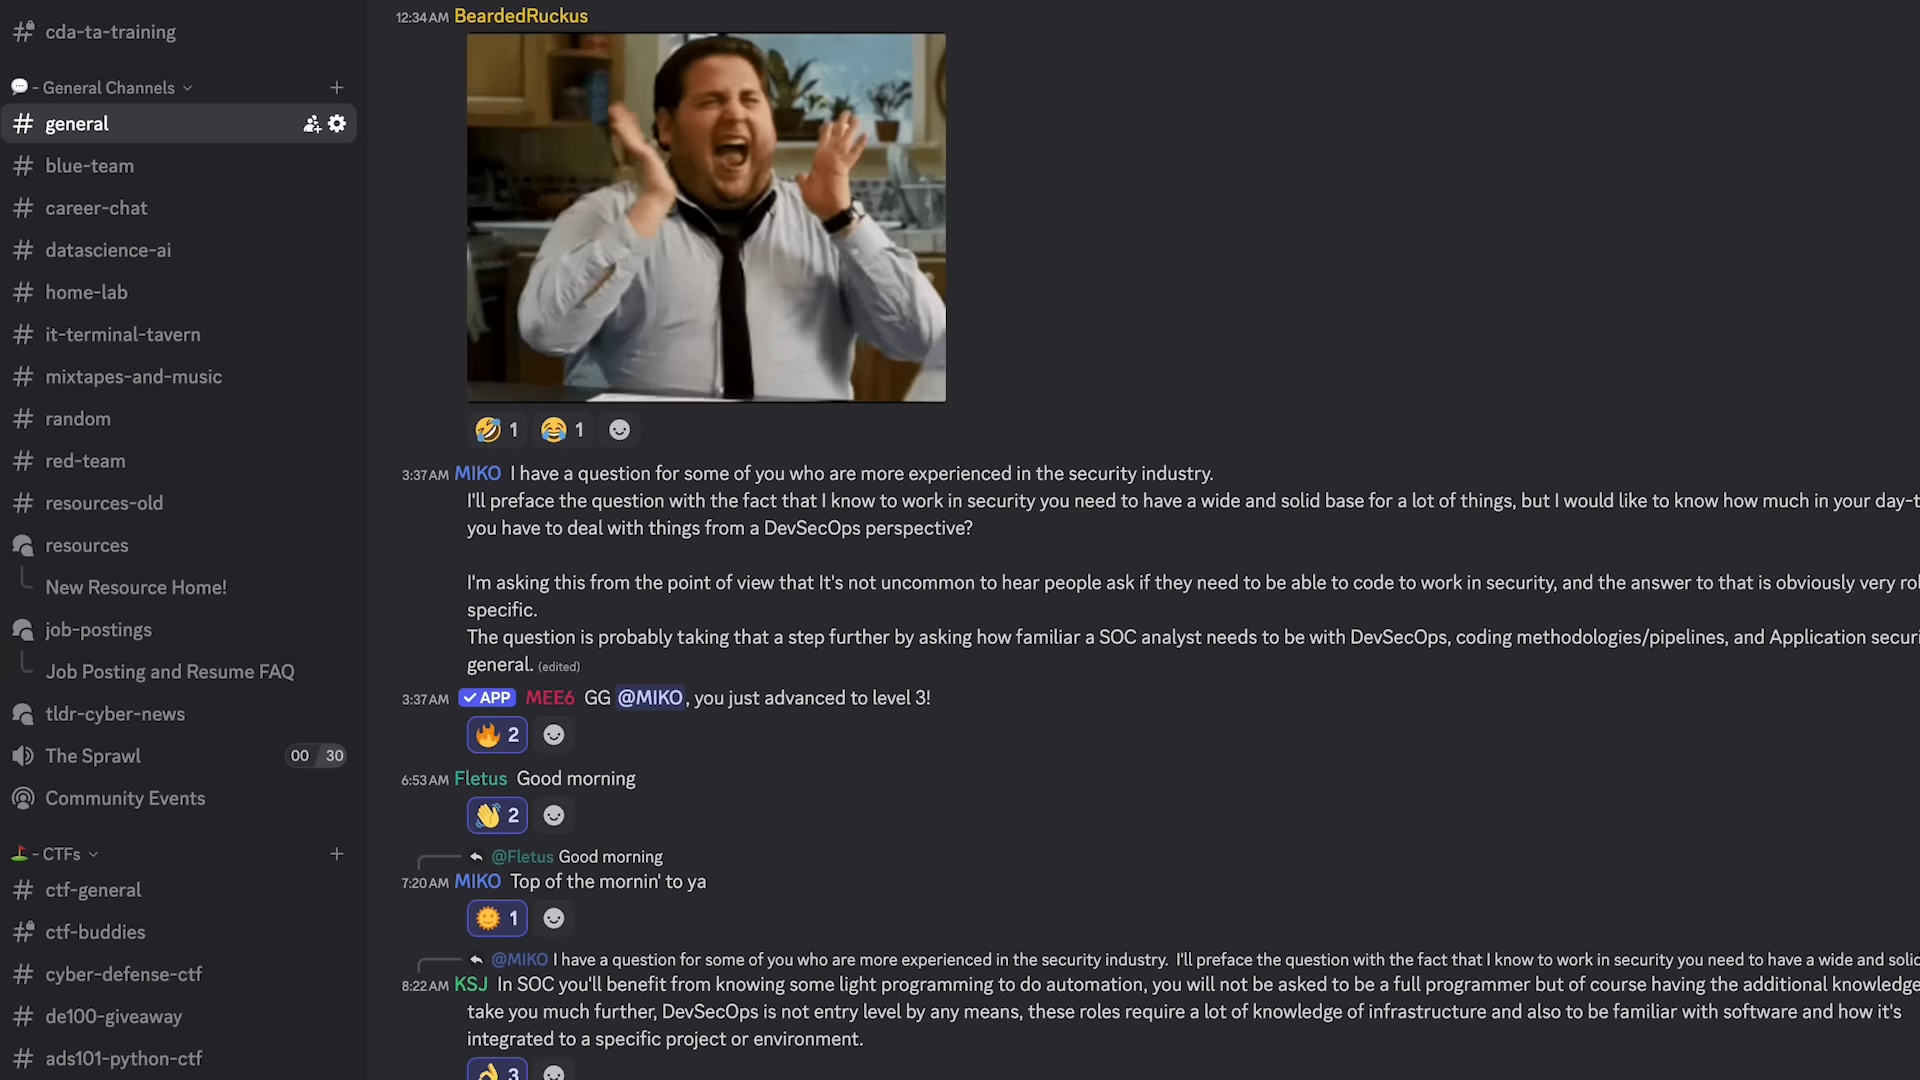 cda-ta-training
- General Channels
general
blue-team
career-chat
datascience-ai
home-lab
it-terminal-tavern
mixtapes-and-music
random
red-team
resources-old
resources
New Resource Home!
job-postings
Job Posting and Resume FAQ
tldr-cyber-news
The Sprawl 00 30
Community Events
- CTFs
ctf-general
ctf-buddies
cyber-defense-ctf
de100-giveaway
ads101-python-ctf
12:34 AM BeardedRuckus
1 1
3:37 AM MIKO I have a question for some of you who are more experienced in the security industry.
I'll preface the question with the fact that I know to work in security you need to have a wide and solid base for a lot of things, but I would like to know how much in your
you have to deal with things from a DevSecOps perspective?
I'm asking this from the point of view that It's not uncommon to hear people ask if they need to be able to code to work in security, and the answer to that is obviously very
specific.
The question is probably taking that a step further by asking how familiar a SOC analyst needs to be with DevSecOps, coding methodologies/pipelines, and Application
general. (edited)
3:37 AM APP MEE6 GG @MIKO, you just advanced to level 3!
2
6:53 AM Fletus Good morning
2
@Fletus Good morning
7:20 AM MIKO Top of the mornin' to ya
1
@MIKO I have a question for some of you who are more experienced in the security industry. I'll preface the question with the fact that I know to work in security you need to have a wide and
8:22 AM KSJ In SOC you'll benefit from knowing some light programming to do automation, you will not be asked to be a full programmer but of course having the additional knowledge
take you much further, DevSecOps is not entry level by any means, these roles require a lot of knowledge of infrastructure and also to be familiar with software and how it's
integrated to a specific project or environment.
3